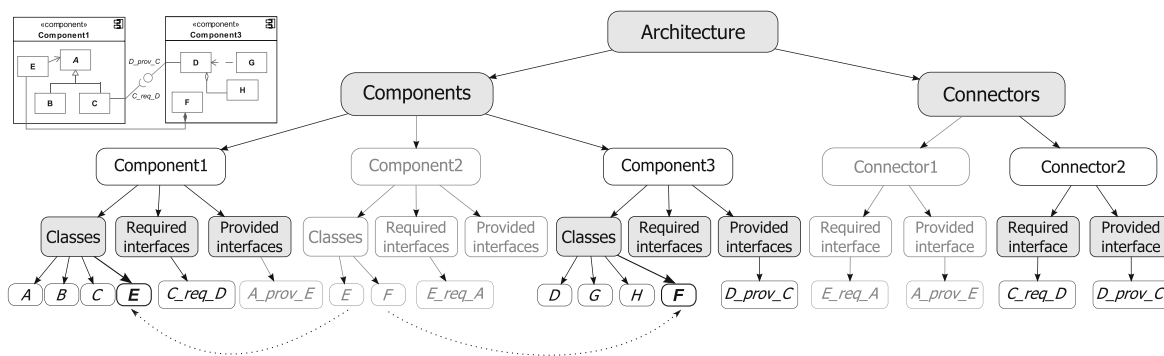 «component»
Component1
«component»
Component3
A
E
B
C
D_prov_C
C_req_D
D
G
H
F
Architecture
Components
Connectors
Component1
Component2
Component3
Connector1
Connector2
Classes
Required
interfaces
Provided
interfaces
Classes
Required
interfaces
Provided
interfaces
Classes
Required
interfaces
Provided
interfaces
Required
interface
Provided
interface
Required
interface
Provided
interface
A
B
C
E
C_req_D
A_prov_E
E
F
E_req_A
D
G
H
F
D_prov_C
E_req_A
A_prov_E
C_req_D
D_prov_C